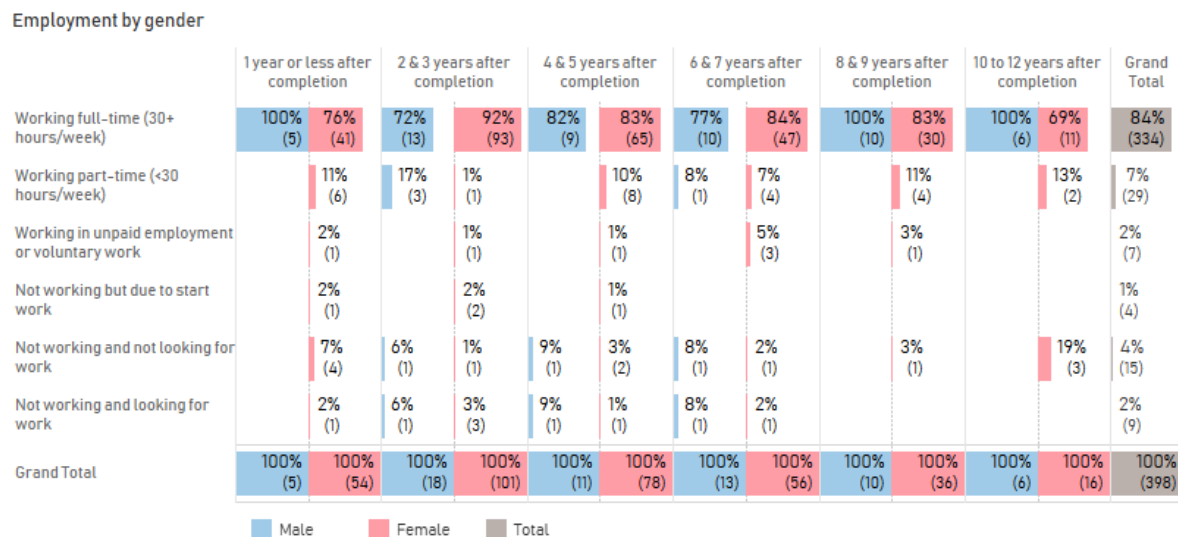 Employment by gender
1 year or less after completion 2 & 3 years after completion 4 & 5 years after completion 6 & 7 years after completion 8 & 9 years after completion 10 to 12 years after completion Grand Total
Working full-time (30+ hours/week) 100% (5) 76% (41) 72% (13) 92% (93) 82% (9) 83% (65) 77% (10) 84% (47) 100% (10) 83% (30) 100% (6) 69% (11) 84% (334)
Working part-time (<30 hours/week) 11% (6) 17% (3) 1% (1) 10% (8) 8% (1) 7% (4) 11% (4) 13% (2) 7% (29)
Working in unpaid employment or voluntary work 2% (1) 1% (1) 1% (1) 5% (3) 3% (1) 2% (7)
Not working but due to start work 2% (1) 2% (2) 1% (1) 1% (4)
Not working and not looking for work 7% (4) 6% (1) 1% (1) 9% (1) 3% (2) 8% (1) 2% (1) 3% (1) 19% (3) 4% (15)
Not working and looking for work 2% (1) 6% (1) 3% (3) 9% (1) 1% (1) 8% (1) 2% (1) 2% (9)
Grand Total 100% (5) 100% (54) 100% (18) 100% (101) 100% (11) 100% (78) 100% (13) 100% (56) 100% (10) 100% (36) 100% (6) 100% (16) 100% (398)
Male Female Total